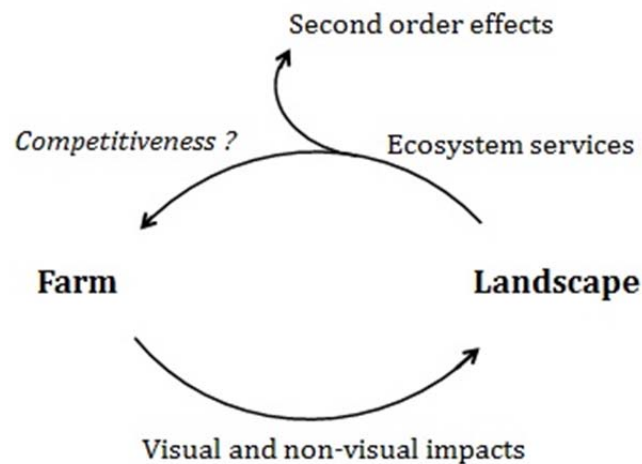 Second order effects
Competitiveness ?
Ecosystem services
Farm
Landscape
Visual and non-visual impacts